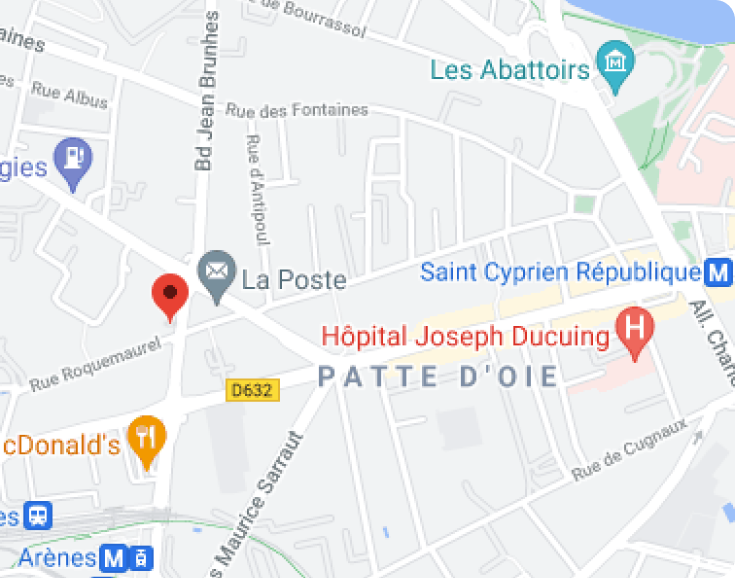 e de Bourrassol
aines
Bd Jean Brunhes
Les Abattoirs
es
Rue Albus
Rue des Fontaines
gies
Rue d'Antipoul
La Poste
Saint Cyprien République M
Hôpital Joseph Ducuing H
All. Charle
Rue Roquemaurel
PATTE D'OIE
D632
cDonald's
Rue de Cugnaux
s Maurice Sarraut
es
Arènes M